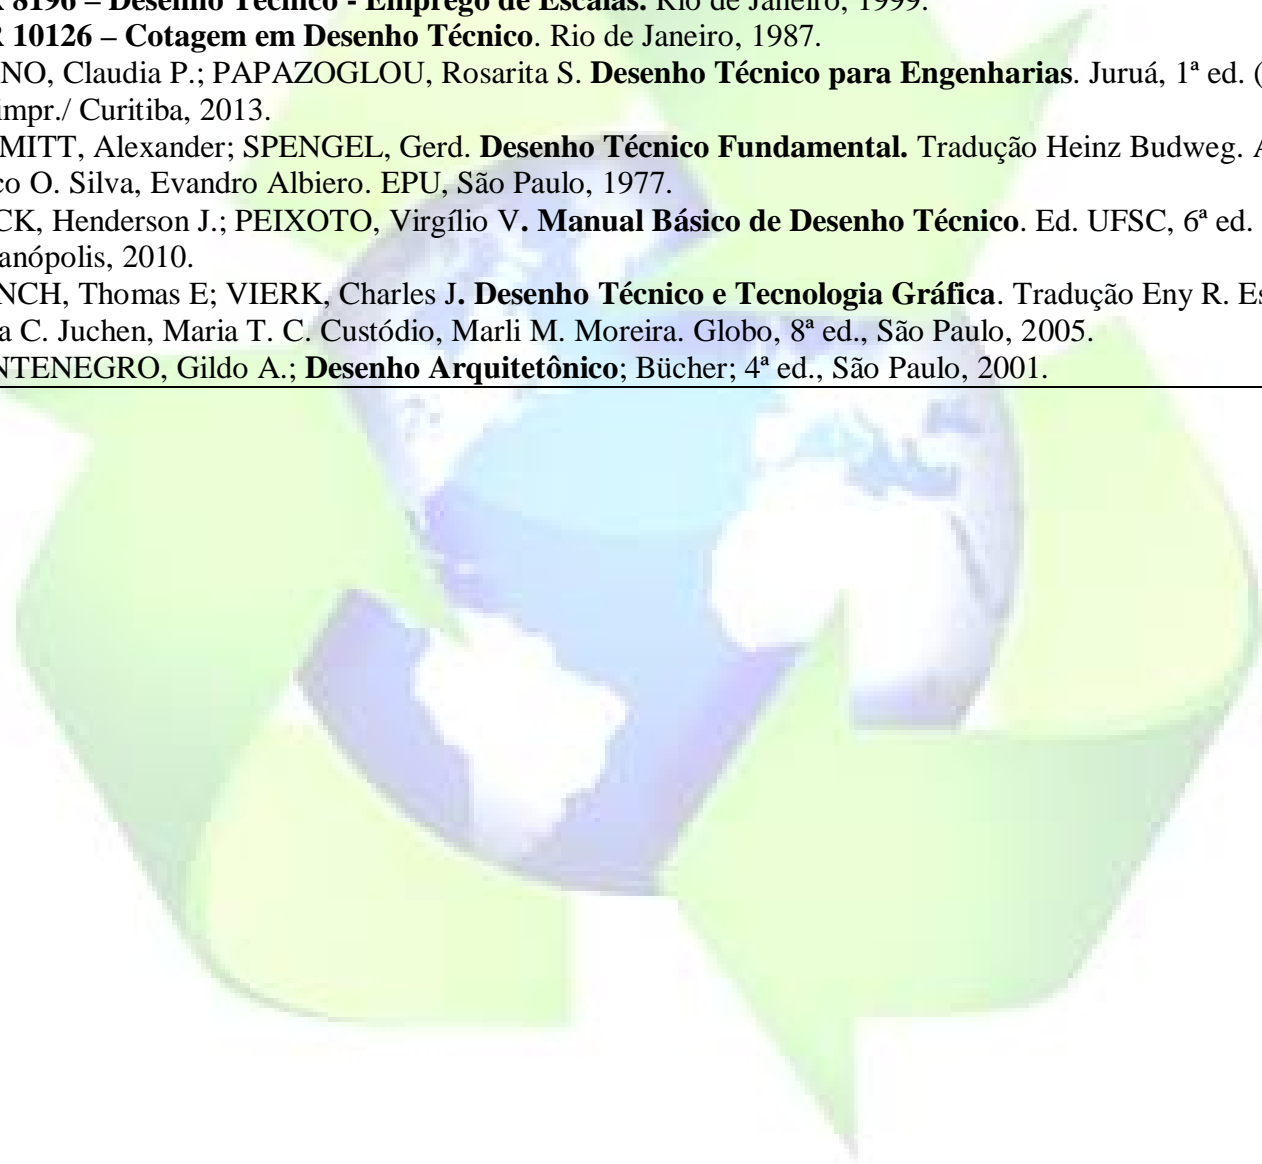 8196 – Desenho Técnico - Emprego de Escalas. Rio de Janeiro, 1999.
R 10126 – Cotagem em Desenho Técnico. Rio de Janeiro, 1987.
NO, Claudia P.; PAPAZOGLOU, Rosarita S. Desenho Técnico para Engenharias. Juruá, 1ª ed. (
impr./ Curitiba, 2013.
MITT, Alexander; SPENGEL, Gerd. Desenho Técnico Fundamental. Tradução Heinz Budweg. A
co O. Silva, Evandro Albiero. EPU, São Paulo, 1977.
CK, Henderson J.; PEIXOTO, Virgílio V. Manual Básico de Desenho Técnico. Ed. UFSC, 6ª ed.
anópolis, 2010.
NCH, Thomas E; VIERK, Charles J. Desenho Técnico e Tecnologia Gráfica. Tradução Eny R. Es
a C. Juchen, Maria T. C. Custódio, Marli M. Moreira. Globo, 8ª ed., São Paulo, 2005.
NTENEGRO, Gildo A.; Desenho Arquitetônico; Bücher; 4ª ed., São Paulo, 2001.